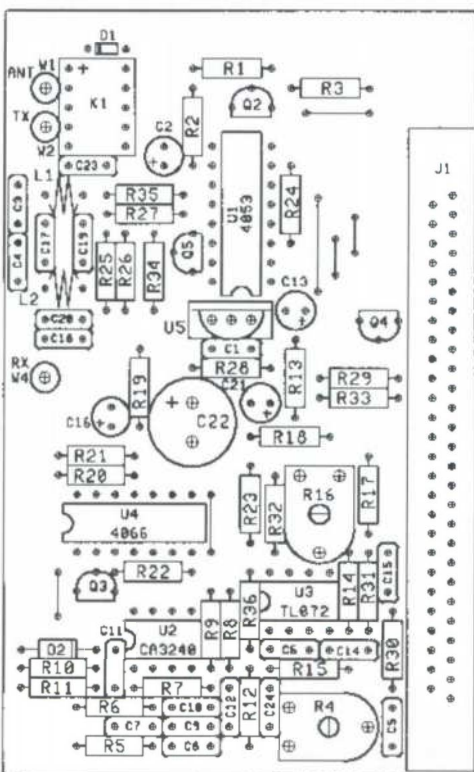 D1
ANT W1
K1
R1
R3
Q2
TX
W2
C2
R2
J1
C23
L1
C3
R35
R27
U1
4053
R24
C17
C19
C4
R25
R26
R34
Q5
L2
C13
U5
Q4
C20
C18
C1
RX
W4
R28
R19
C21
R13
R29
R33
C16
C22
R18
R21
R20
R23
R32
R16
R17
U4
4066
Q3
R22
R36
U3
TL072
R14
R31
C15
U2
CA3240
R9
R8
C11
D2
R10
R11
C6
C14
R15
R30
R7
R6
C10
C7
C9
C12
R12
C24
R4
C5
R5
C8